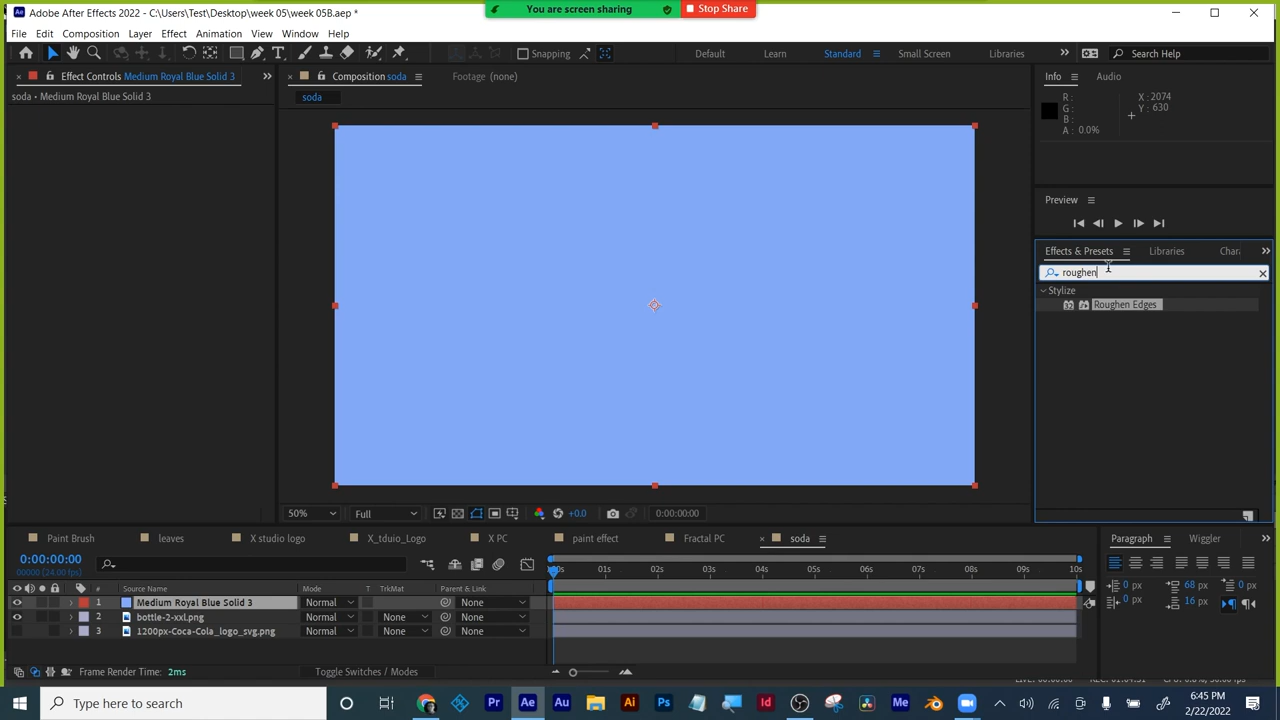 Adobe After Effects 2022 - C:\Users\Test\Desktop\week 05\week 05B.aep *
You are screen sharing
Stop Share
File Edit Composition Layer Effect Animation View Window Help
Snapping
Default Learn Standard Small Screen Libraries
Search Help
Effect Controls Medium Royal Blue Solid 3
Composition soda
Footage (none)
Info Audio
soda • Medium Royal Blue Solid 3
soda
R:
G:
B:
A: 0.0%
X: 2074
Y: 630
Preview
Effects & Presets Libraries Char
roughen
Stylize
32 Roughen Edges
50% Full +0.0 0:00:00:00
Paint Brush leaves X studio logo X_tduio_Logo X PC paint effect Fractal PC soda
Paragraph Wiggler
0:00:00:00
00000 (24.00 fps)
01s 02s 03s 04s 05s 06s 07s 08s 09s 10s
# Source Name Mode T TrkMat Parent & Link
1 Medium Royal Blue Solid 3 Normal None
2 bottle-2-xxl.png Normal None None
3 1200px-Coca-Cola_logo_svg.png Normal None None
0 px 68 px 0 px
0 px 16 px
Frame Render Time: 2ms
Toggle Switches / Modes
Type here to search
6:45 PM
2/22/2022